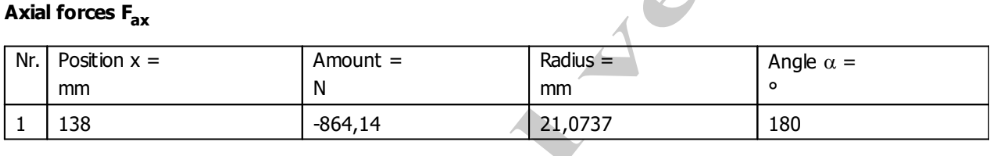 Axial forces Fax
Nr. Position x = Amount = Radius = Angle α =
mm N mm °
1 138 -864,14 21,0737 180